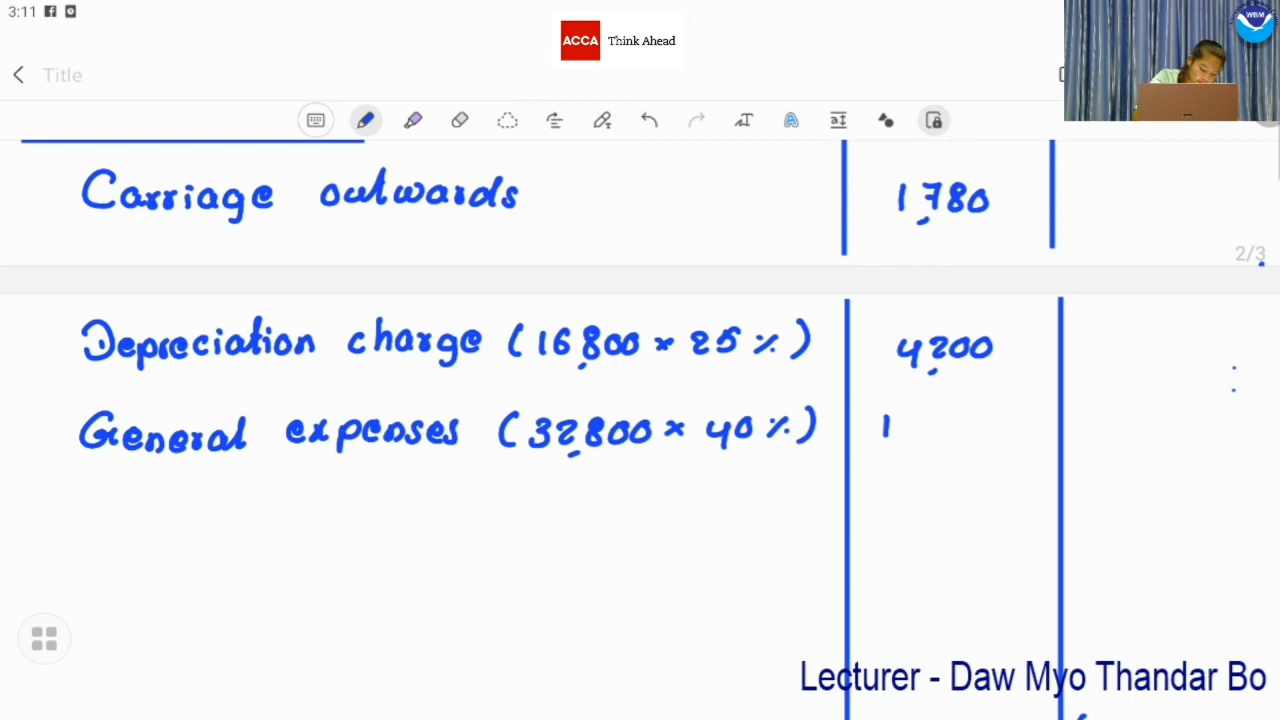 3:11
WBM
ACCA Think Ahead
Title
Carriage outwards 1,780
2/3
Depreciation charge (16,800 × 25%) 4,200
General expenses (32,800 × 40%) 1
Lecturer - Daw Myo Thandar Bo